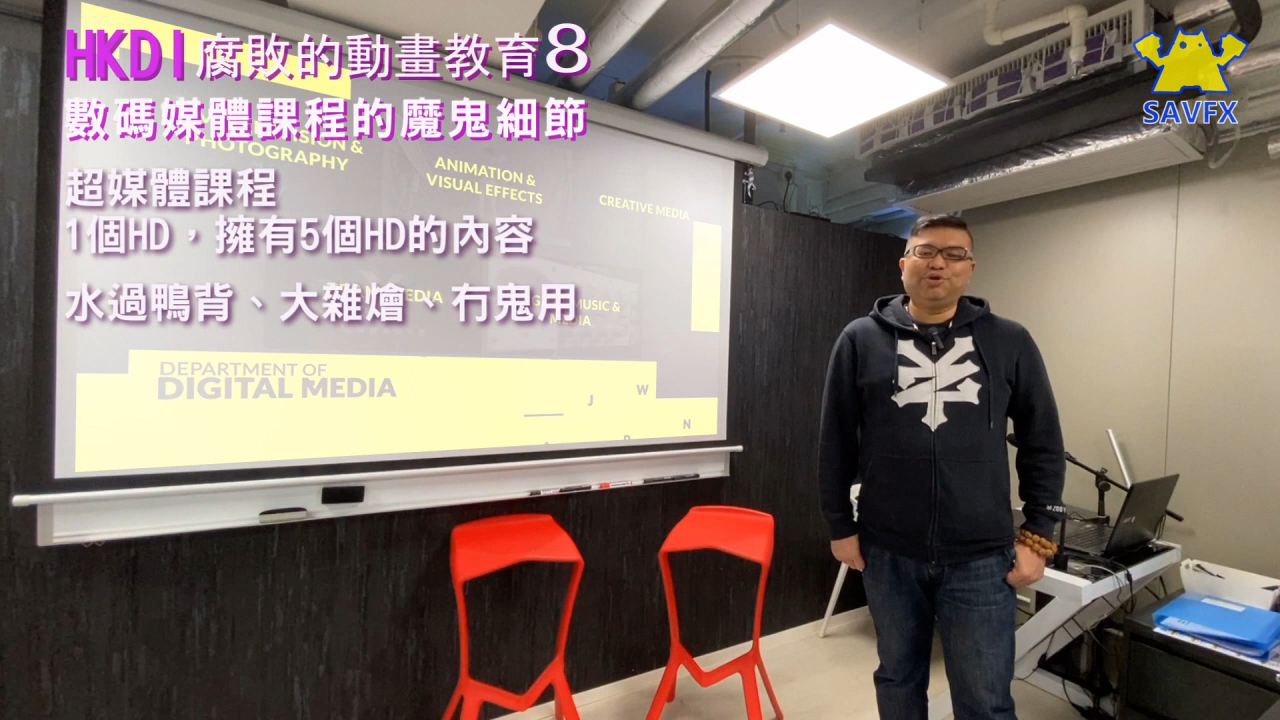 HKDI腐敗的動畫教育8
數碼媒體課程的魔鬼細節
PHOTOGRAPHY
ANIMATION &
VISUAL EFFECTS
CREATIVE MEDIA
超媒體課程
1個HD，擁有5個HD的內容
水過鴨背、大雜燴、冇鬼用
MUSIC &
MEDIA
DEPARTMENT OF
DIGITAL MEDIA
J
W
N
SAVFX